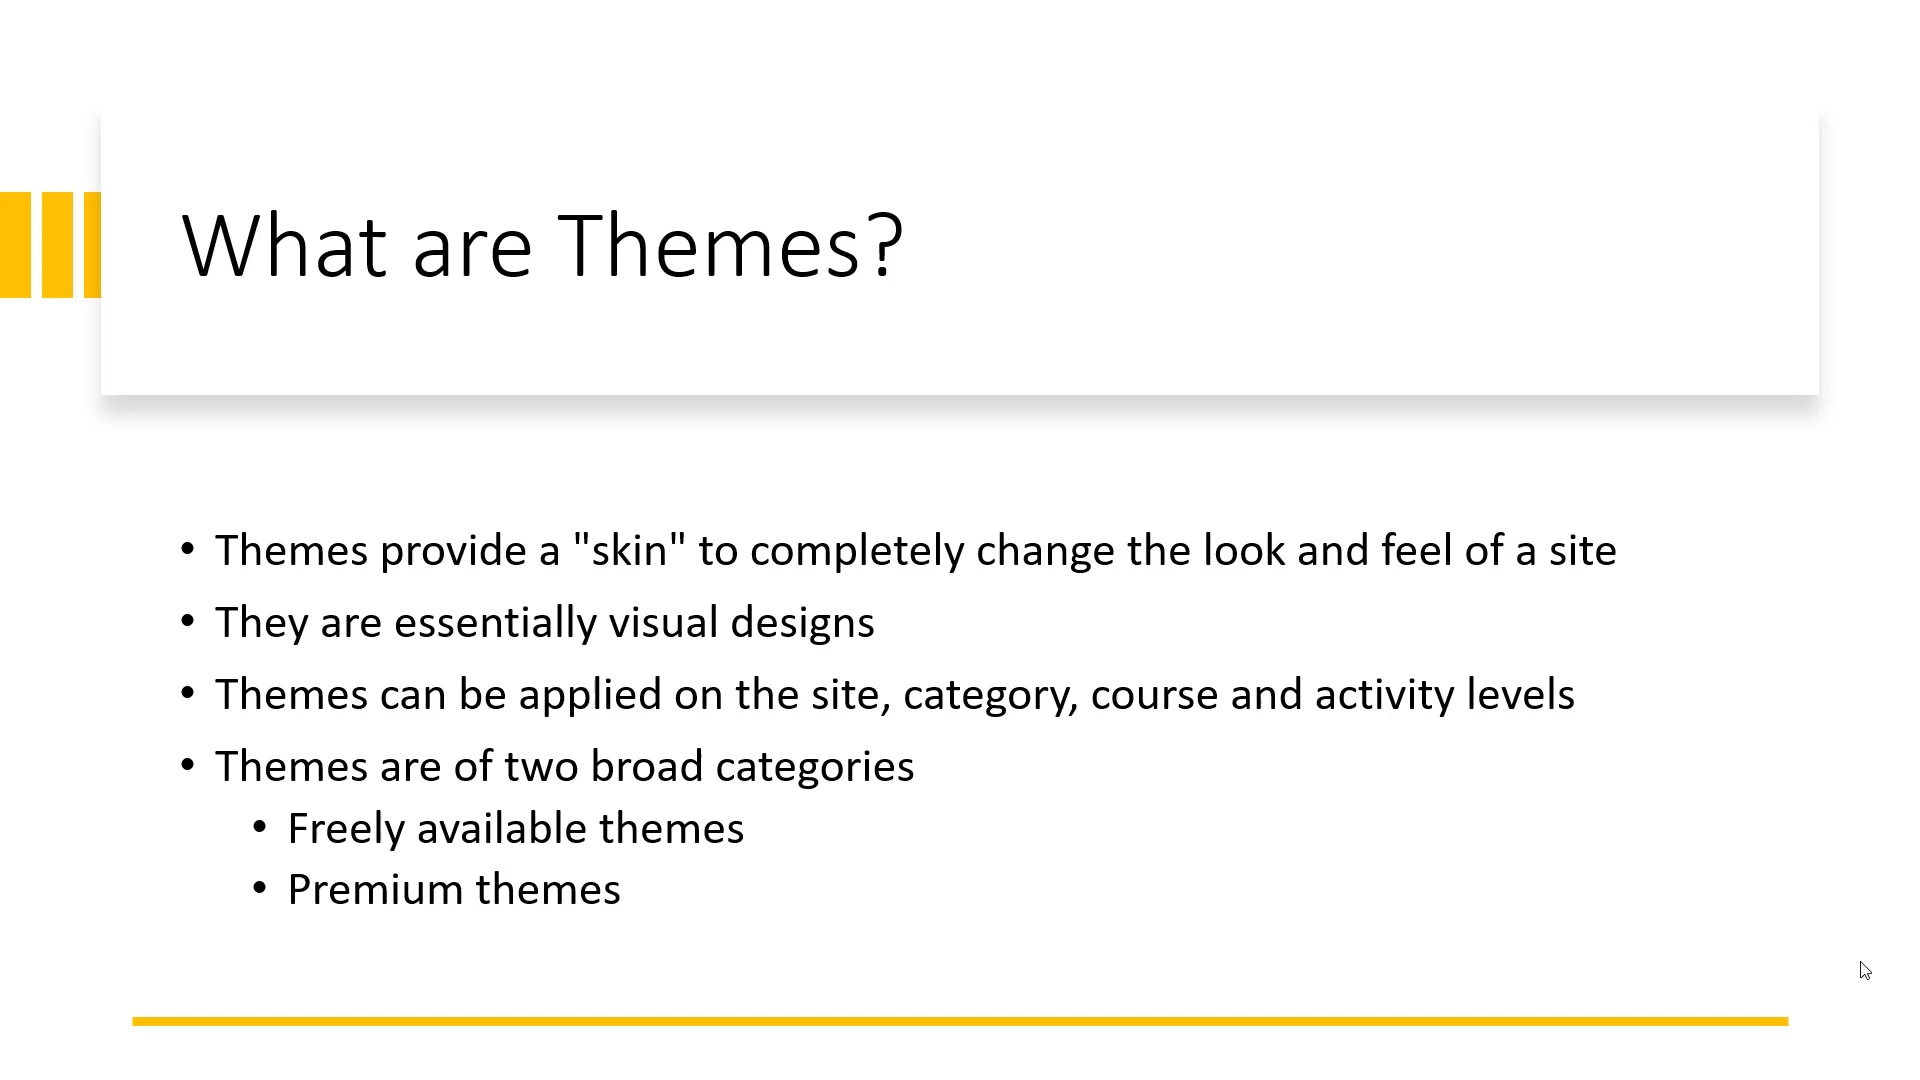 What are Themes?
• Themes provide a "skin" to completely change the look and feel of a site
• They are essentially visual designs
• Themes can be applied on the site, category, course and activity levels
• Themes are of two broad categories
• Freely available themes
• Premium themes